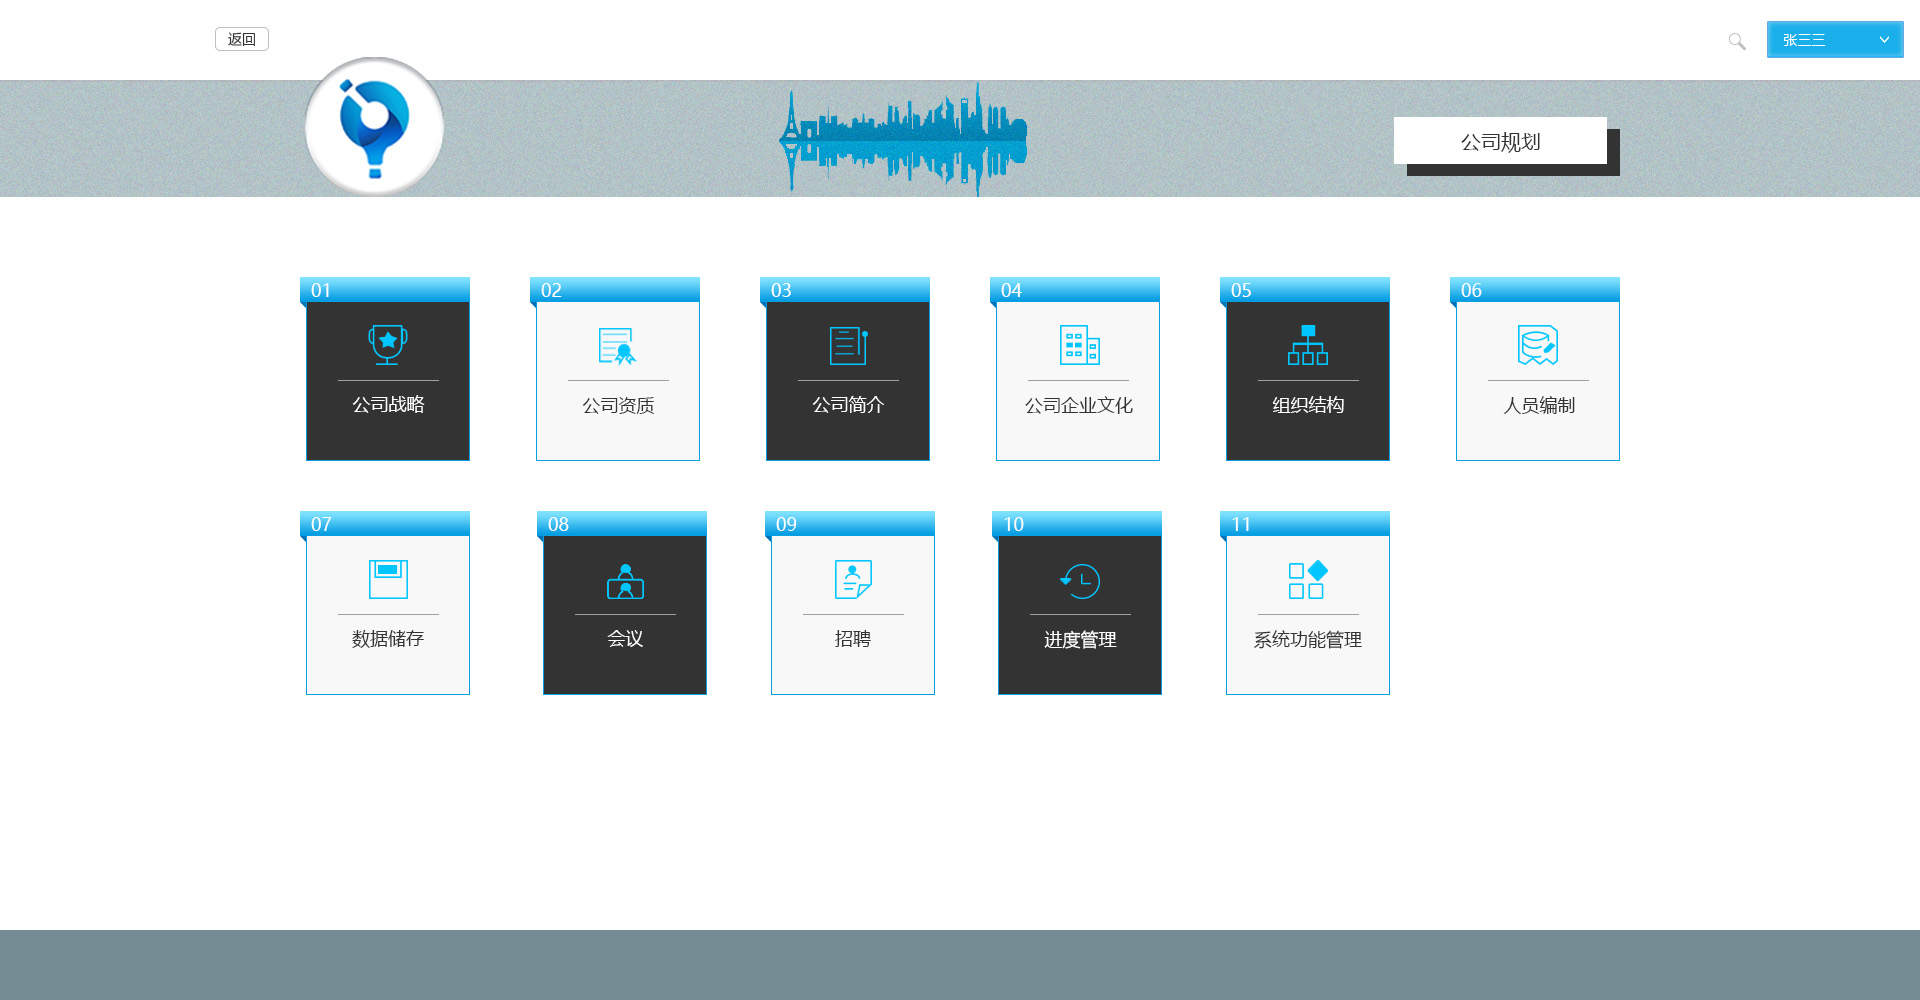 返回
张三三
公司规划
01
02
03
04
05
06
公司战略
公司资质
公司简介
公司企业文化
组织结构
人员编制
07
08
09
10
11
数据储存
会议
招聘
进度管理
系统功能管理